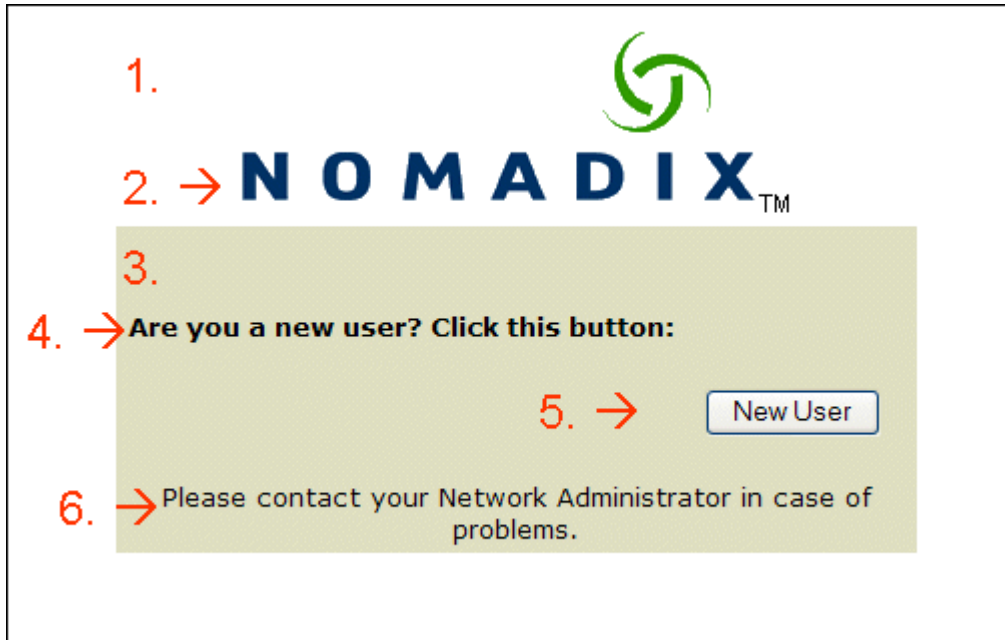 1.
2. → NOMADIX TM
3.
4. → Are you a new user? Click this button:
5. → New User
6. → Please contact your Network Administrator in case of
problems.